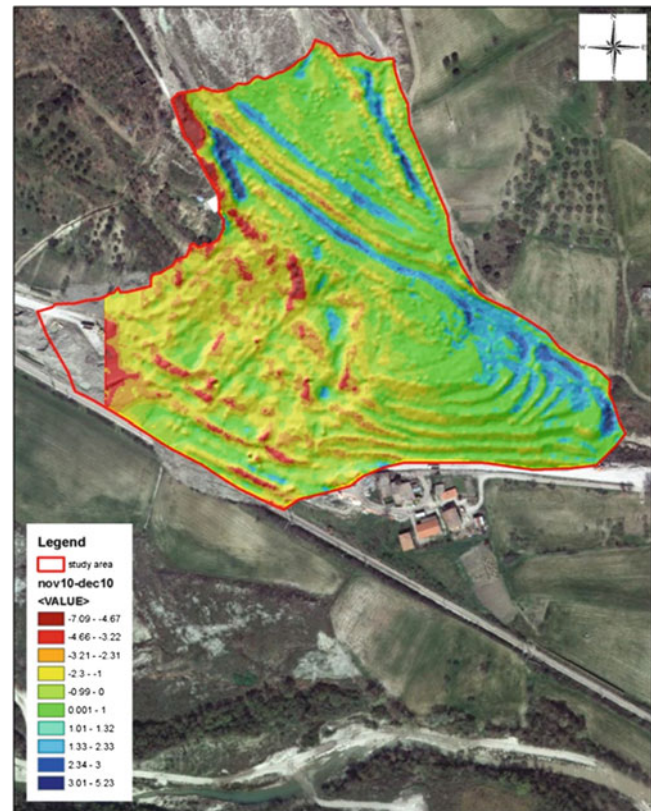 N
W
E
S
Legend
study area
nov10-dec10
<VALUE>
-7.09 - -4.67
-4.66 - -3.22
-3.21 - -2.31
-2.3 - -1
-0.99 - 0
0.001 - 1
1.01 - 1.32
1.33 - 2.33
2.34 - 3
3.01 - 5.23